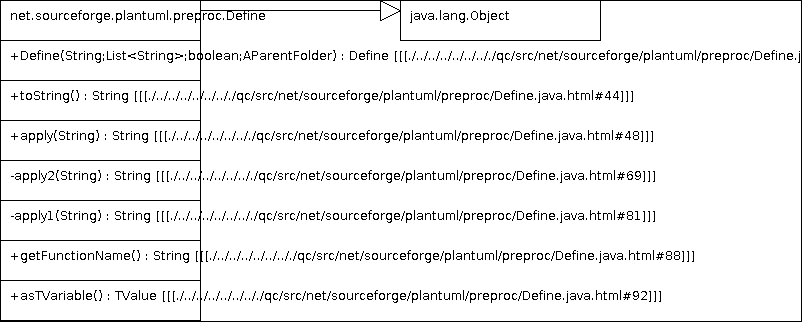 net.sourceforge.plantuml.preproc.Define
java.lang.Object
+Define(String;List<String>;boolean;AParentFolder) : Define [[[./../../../../../../../qc/src/net/sourceforge/plantuml/preproc/Define.j
+toString() : String [[[./../../../../../../../qc/src/net/sourceforge/plantuml/preproc/Define.java.html#44]]]
+apply(String) : String [[[./../../../../../../../qc/src/net/sourceforge/plantuml/preproc/Define.java.html#48]]]
-apply2(String) : String [[[./../../../../../../../qc/src/net/sourceforge/plantuml/preproc/Define.java.html#69]]]
-apply1(String) : String [[[./../../../../../../../qc/src/net/sourceforge/plantuml/preproc/Define.java.html#81]]]
+getFunctionName() : String [[[./../../../../../../../qc/src/net/sourceforge/plantuml/preproc/Define.java.html#88]]]
+asTVariable() : TValue [[[./../../../../../../../qc/src/net/sourceforge/plantuml/preproc/Define.java.html#92]]]